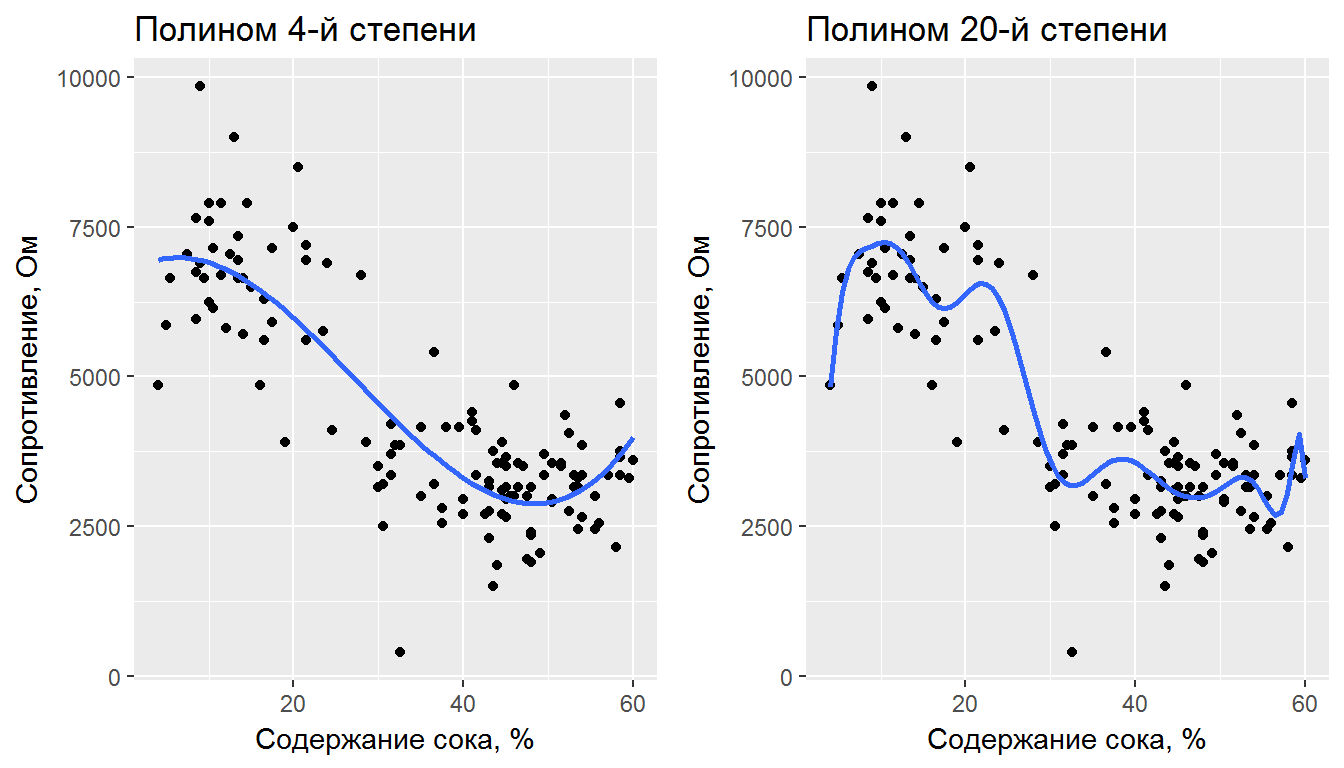 Полином 4-й степени
10000
7500
5000
2500
0
Сопротивление, Ом
20 40 60
Содержание сока, %
Полином 20-й степени
10000
7500
5000
2500
0
Сопротивление, Ом
20 40 60
Содержание сока, %